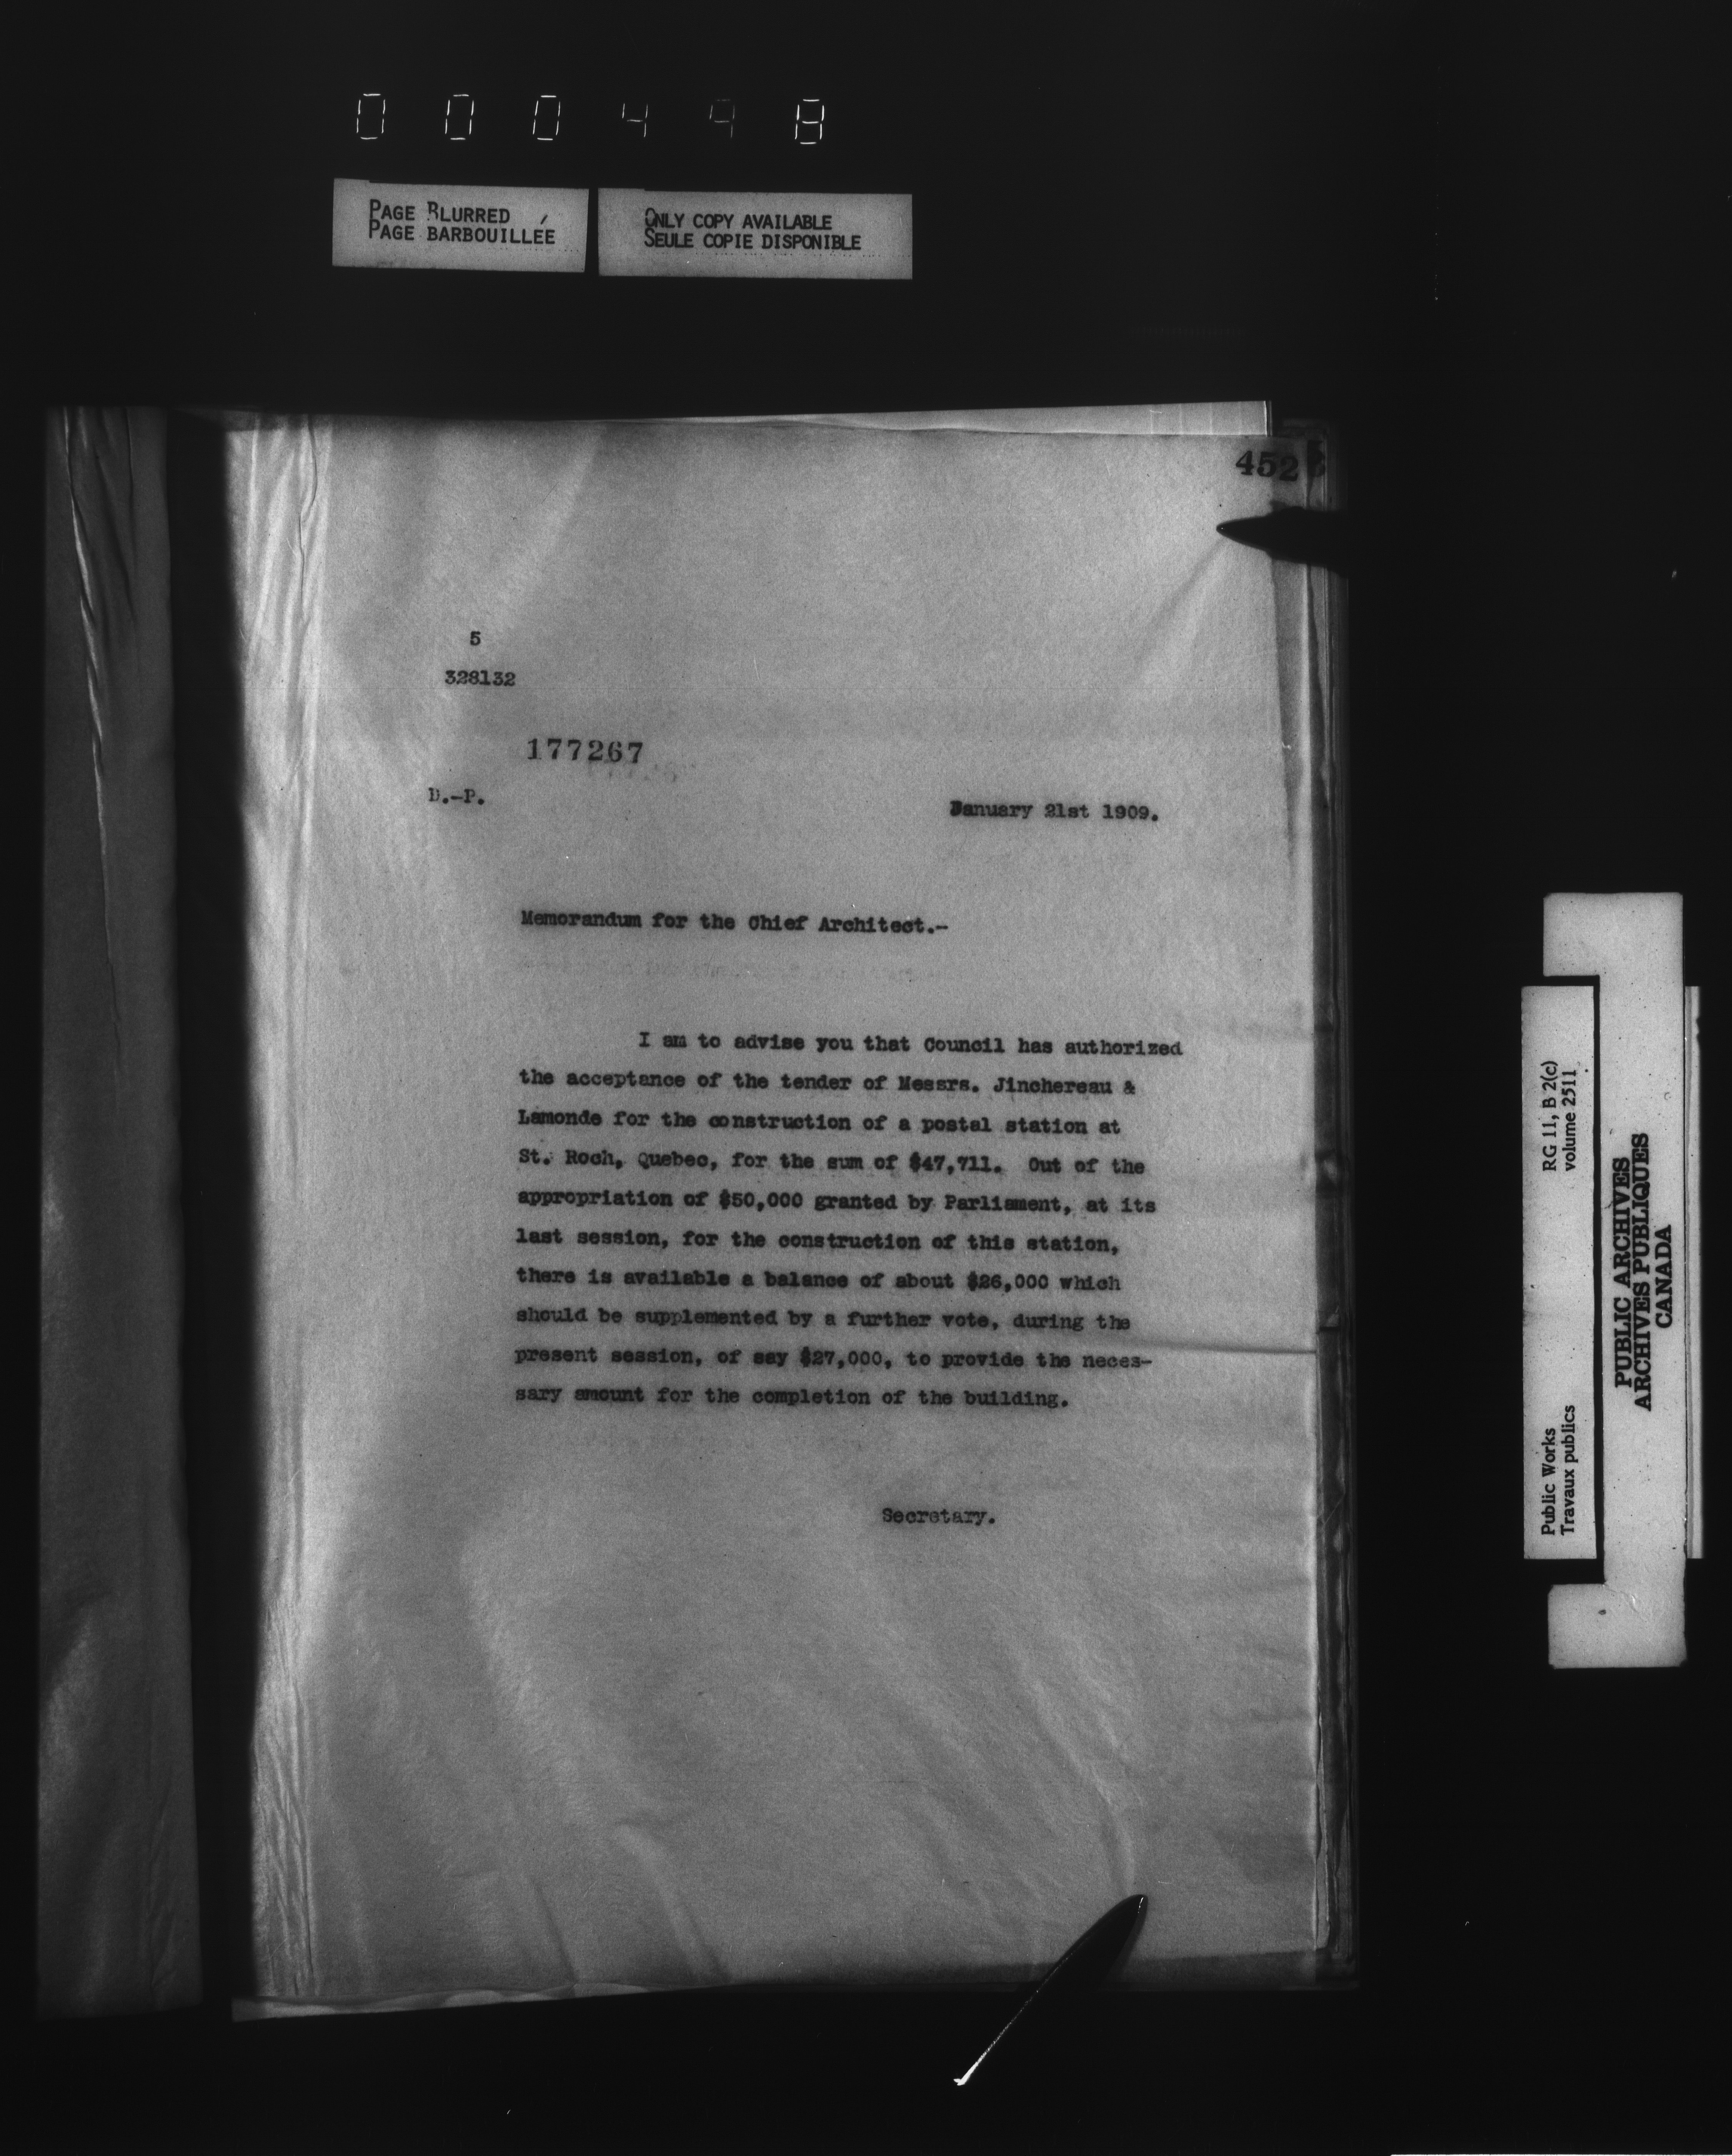 000498
PAGE BLURRED
PAGE BARBOUILLÉE
ONLY COPY AVAILABLE
SEULE COPIE DISPONIBLE
452
5
328132
177267
D.-P.
January 21st 1909.
Memorandum for the Chief Architect.-
I am to advise you that Council has authorized
the acceptance of the tender of Messrs. Jinchereau &
Lamonde for the construction of a postal station at
St. Roch, Quebec, for the sum of $47,711. Out of the
appropriation of $50,000 granted by Parliament, at its
last session, for the construction of this station,
there is available a balance of about $26,000 which
should be supplemented by a further vote, during the
present session, of say $27,000, to provide the neces-
sary amount for the completion of the building.
Secretary.
Public Works RG 11, B 2(c)
Travaux publics volume 2511
PUBLIC ARCHIVES
ARCHIVES PUBLIQUES
CANADA